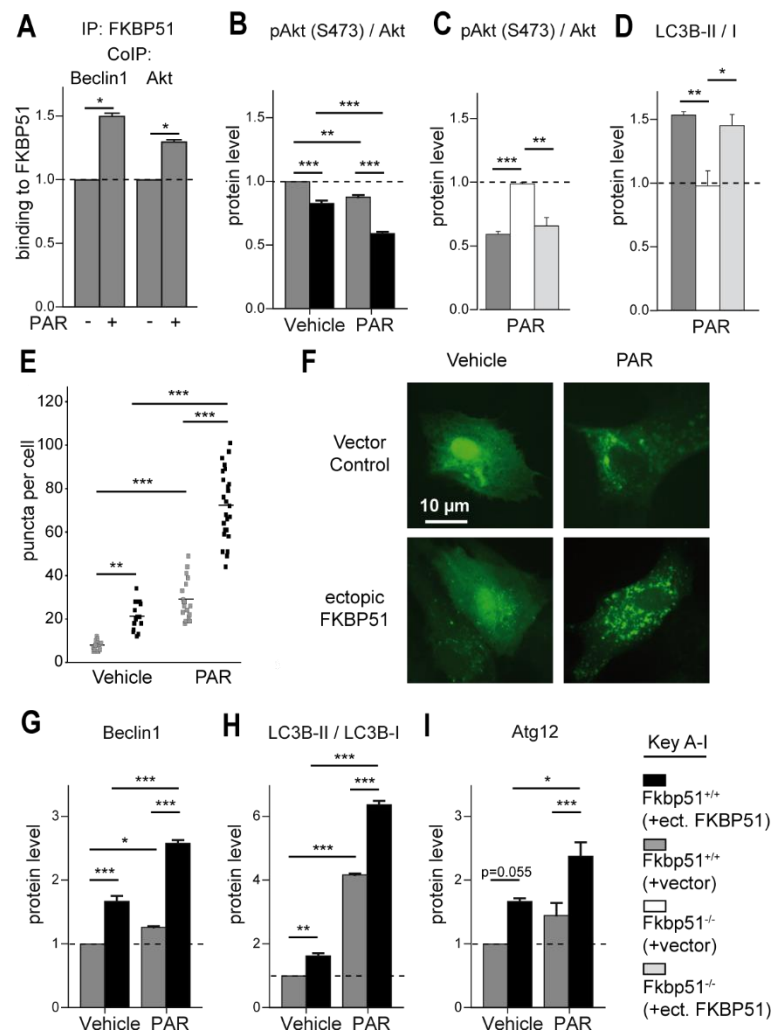 A
IP: FKBP51
CoIP:
Beclin1 Akt
binding to FKBP51
1.5
1.0
0.5
0.0
* *
PAR - + - +
B
pAkt (S473) / Akt
protein level
1.5
1.0
0.5
0.0
***
**
*** ***
Vehicle PAR
C
pAkt (S473) / Akt
protein level
1.5
1.0
0.5
0.0
*** **
PAR
D
LC3B-II / I
protein level
1.5
1.0
0.5
0.0
*
**
PAR
E
puncta per cell
120
100
80
60
40
20
0
***
***
***
**
Vehicle PAR
F
Vehicle PAR
Vector
Control
10 µm
ectopic
FKBP51
G
Beclin1
protein level
3
2
1
0
***
***
*
***
Vehicle PAR
H
LC3B-II / LC3B-I
protein level
6
4
2
0
***
***
***
**
Vehicle PAR
I
Atg12
protein level
3
2
1
0
*
***
p=0.055
Vehicle PAR
Key A-I
Fkbp51+/+
(+ect. FKBP51)
Fkbp51+/+
(+vector)
Fkbp51-/-
(+vector)
Fkbp51-/-
(+ect. FKBP51)